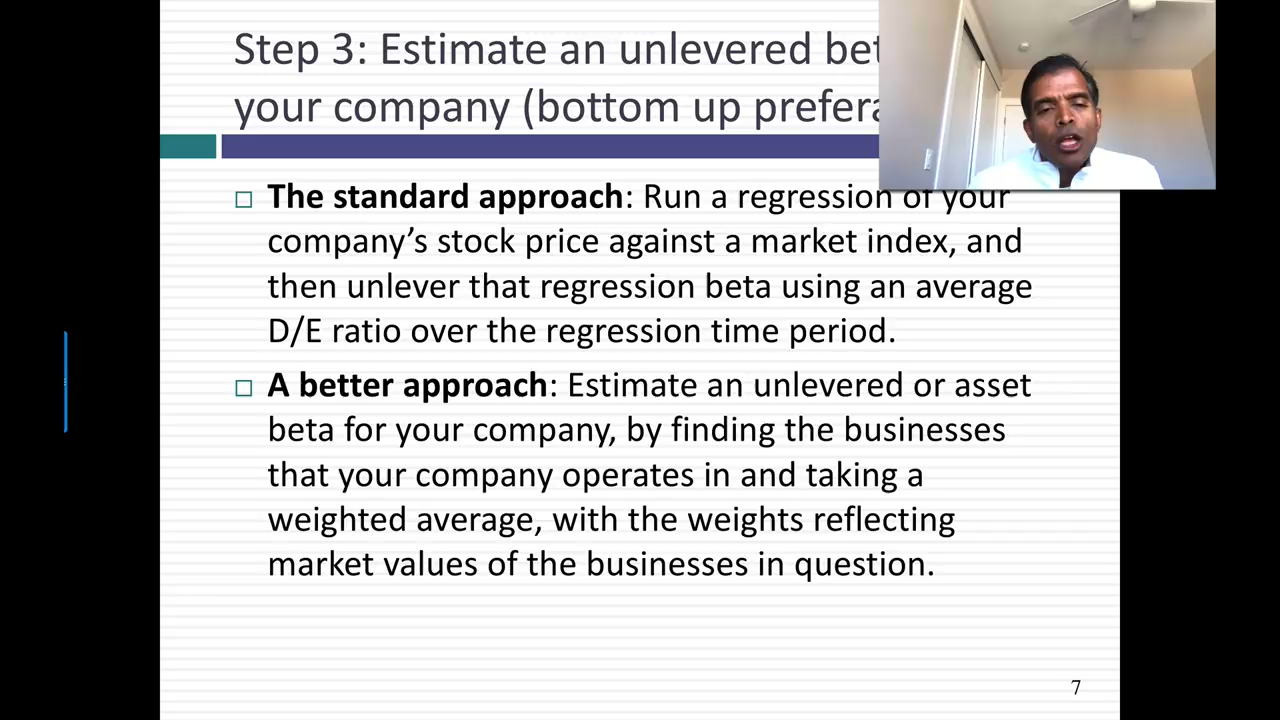 Step 3: Estimate an unlevered bet
your company (bottom up prefera
□ The standard approach: Run a regression of your
company’s stock price against a market index, and
then unlever that regression beta using an average
D/E ratio over the regression time period.
□ A better approach: Estimate an unlevered or asset
beta for your company, by finding the businesses
that your company operates in and taking a
weighted average, with the weights reflecting
market values of the businesses in question.
7